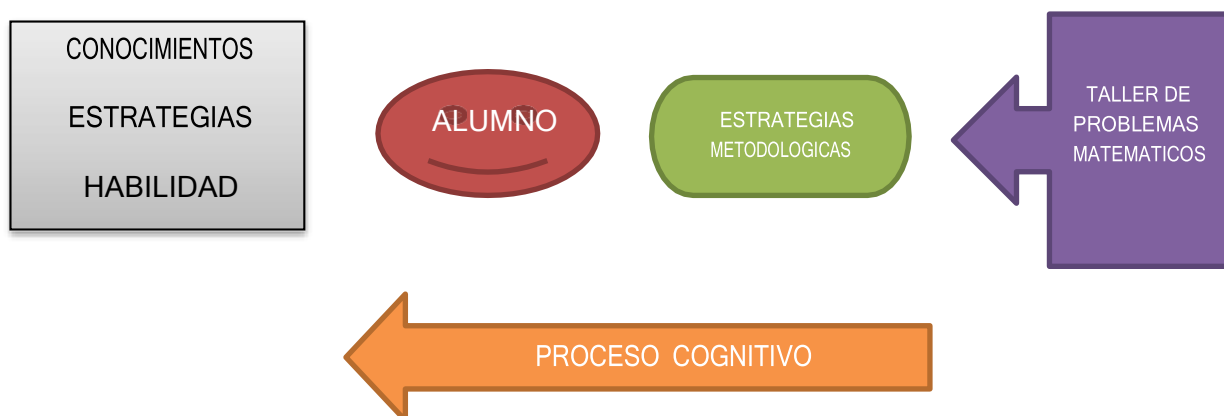 CONOCIMIENTOS
ESTRATEGIAS
HABILIDAD
ALUMNO
ESTRATEGIAS
METODOLOGICAS
TALLER DE
PROBLEMAS
MATEMATICOS
PROCESO COGNITIVO